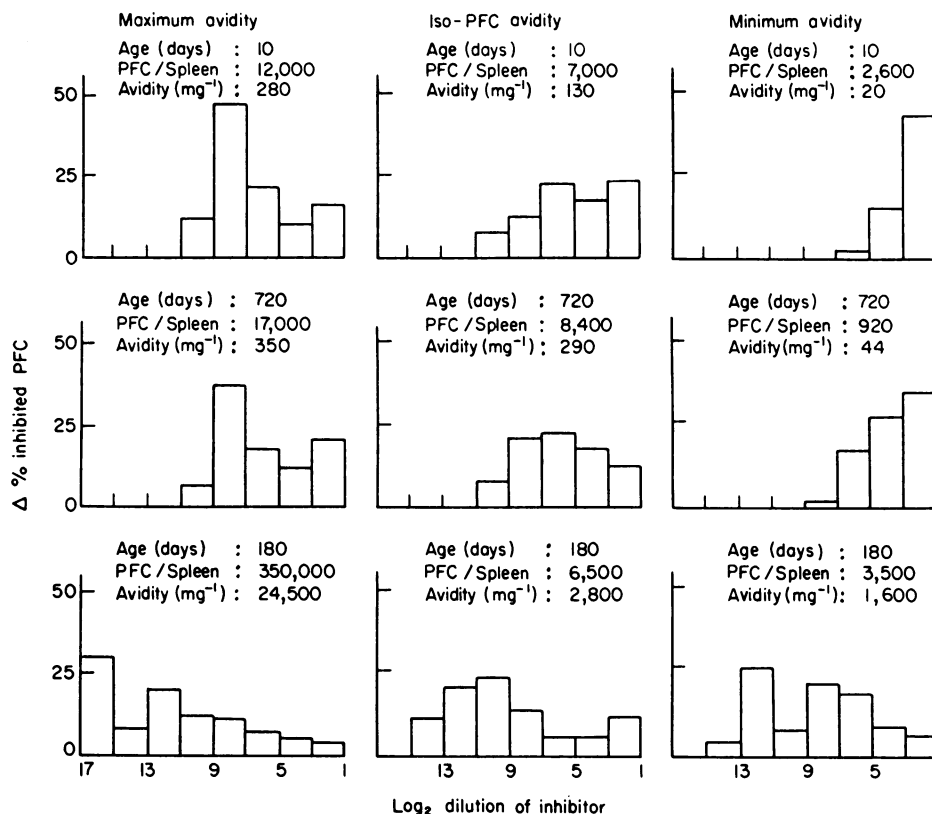 Maximum avidity
Iso-PFC avidity
Minimum avidity
Age (days) : 10
PFC/Spleen : 12,000
Avidity (mg⁻¹) : 280
Age (days) : 10
PFC/Spleen : 7,000
Avidity (mg⁻¹) : 130
Age (days) : 10
PFC/Spleen : 2,600
Avidity (mg⁻¹) : 20
50
25
0
Age (days) : 720
PFC/Spleen : 17,000
Avidity (mg⁻¹) : 350
Age (days) : 720
PFC/Spleen : 8,400
Avidity (mg⁻¹) : 290
Age (days) : 720
PFC/Spleen : 920
Avidity (mg⁻¹) : 44
50
25
0
Δ % inhibited PFC
Age (days) : 180
PFC/Spleen : 350,000
Avidity (mg⁻¹) : 24,500
Age (days) : 180
PFC/Spleen : 6,500
Avidity (mg⁻¹) : 2,800
Age (days) : 180
PFC/Spleen : 3,500
Avidity (mg⁻¹) : 1,600
50
25
0
17 13 9 5 1
13 9 5 1
13 9 5
Log₂ dilution of inhibitor